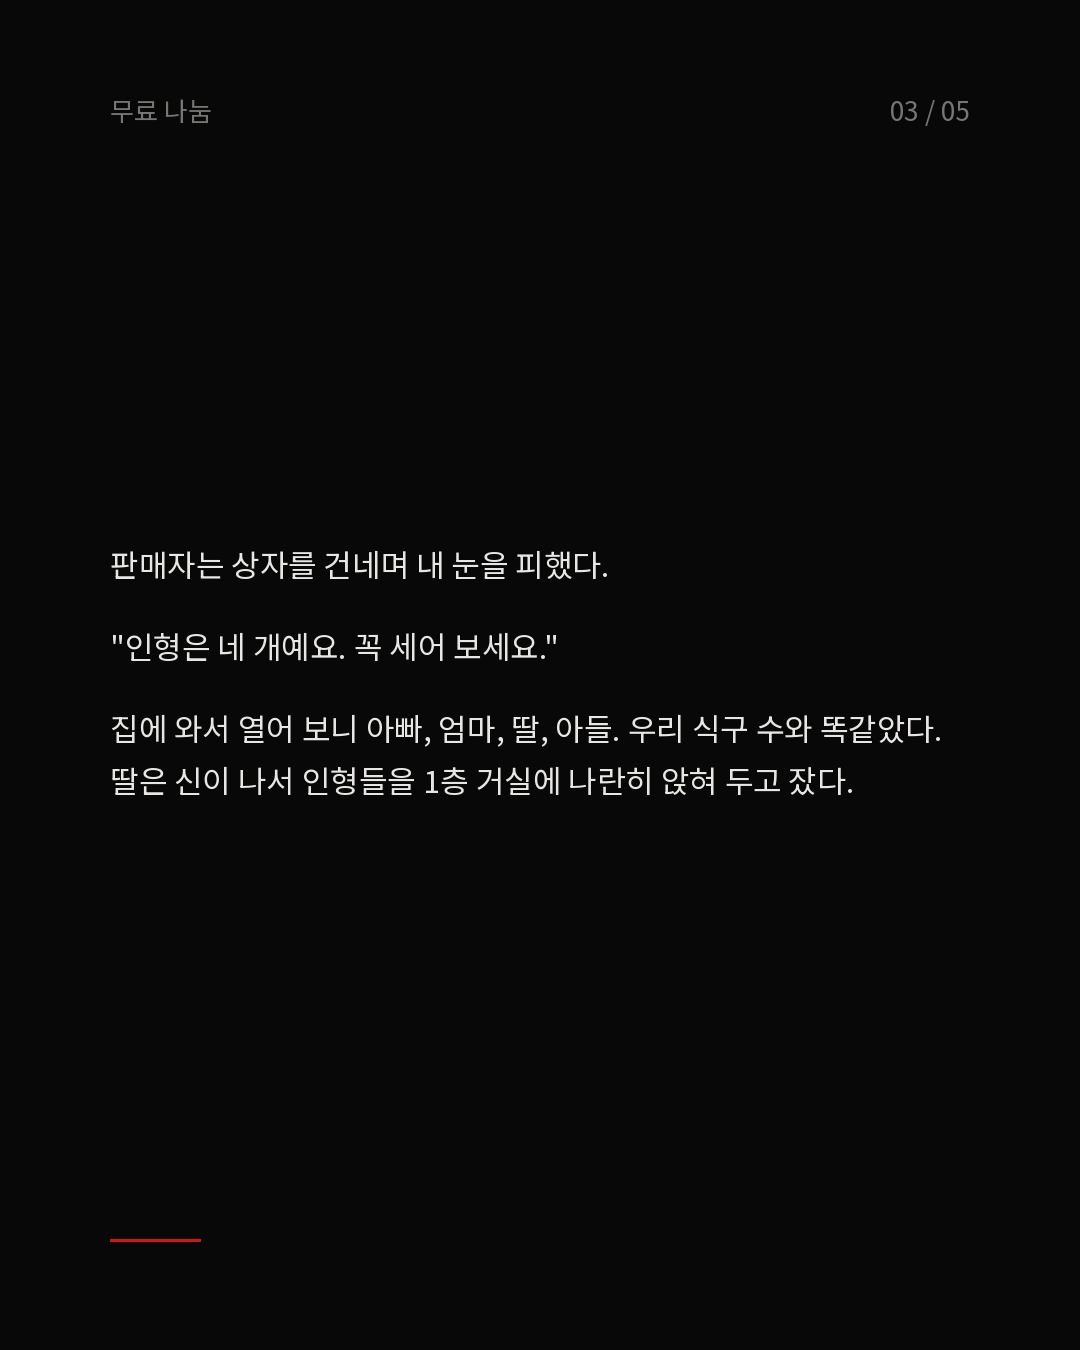 무료 나눔
03 / 05
판매자는 상자를 건네며 내 눈을 피했다.
"인형은 네 개예요. 꼭 세어 보세요."
집에 와서 열어 보니 아빠, 엄마, 딸, 아들. 우리 식구 수와 똑같았다.
딸은 신이 나서 인형들을 1층 거실에 나란히 앉혀 두고 잤다.